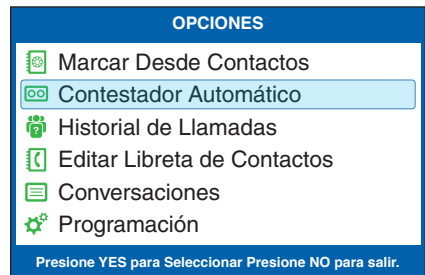 OPCIONES
Marcar Desde Contactos
Contestador Automático
Historial de Llamadas
Editar Libreta de Contactos
Conversaciones
Programación
Presione YES para Seleccionar Presione NO para salir.